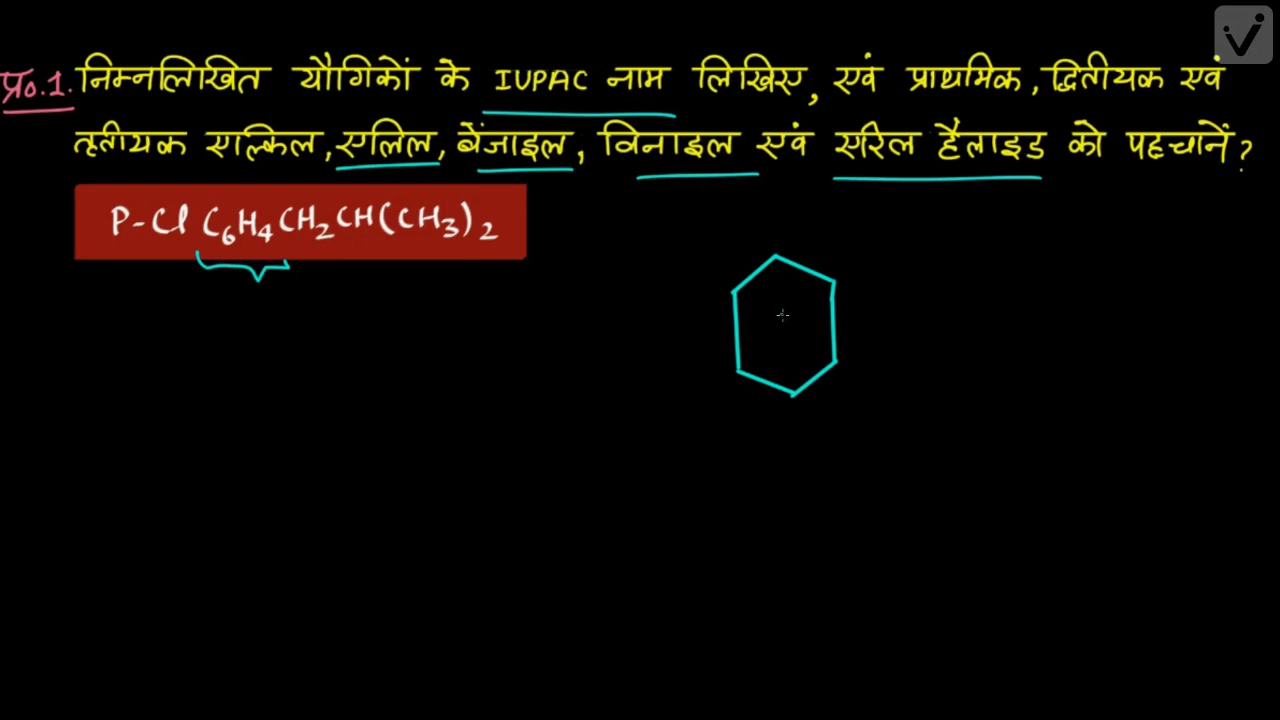 प्र०.1. निम्नलिखित यौगिकों के IUPAC नाम लिखिए, एवं प्राथमिक, द्वितीयक एवं
तृतीयक एल्किल, एलिल, बेंजाइल, विनाइल एवं एरिल हैलाइड को पहचानें?
P-Cl C₆H₄CH₂CH(CH₃)₂